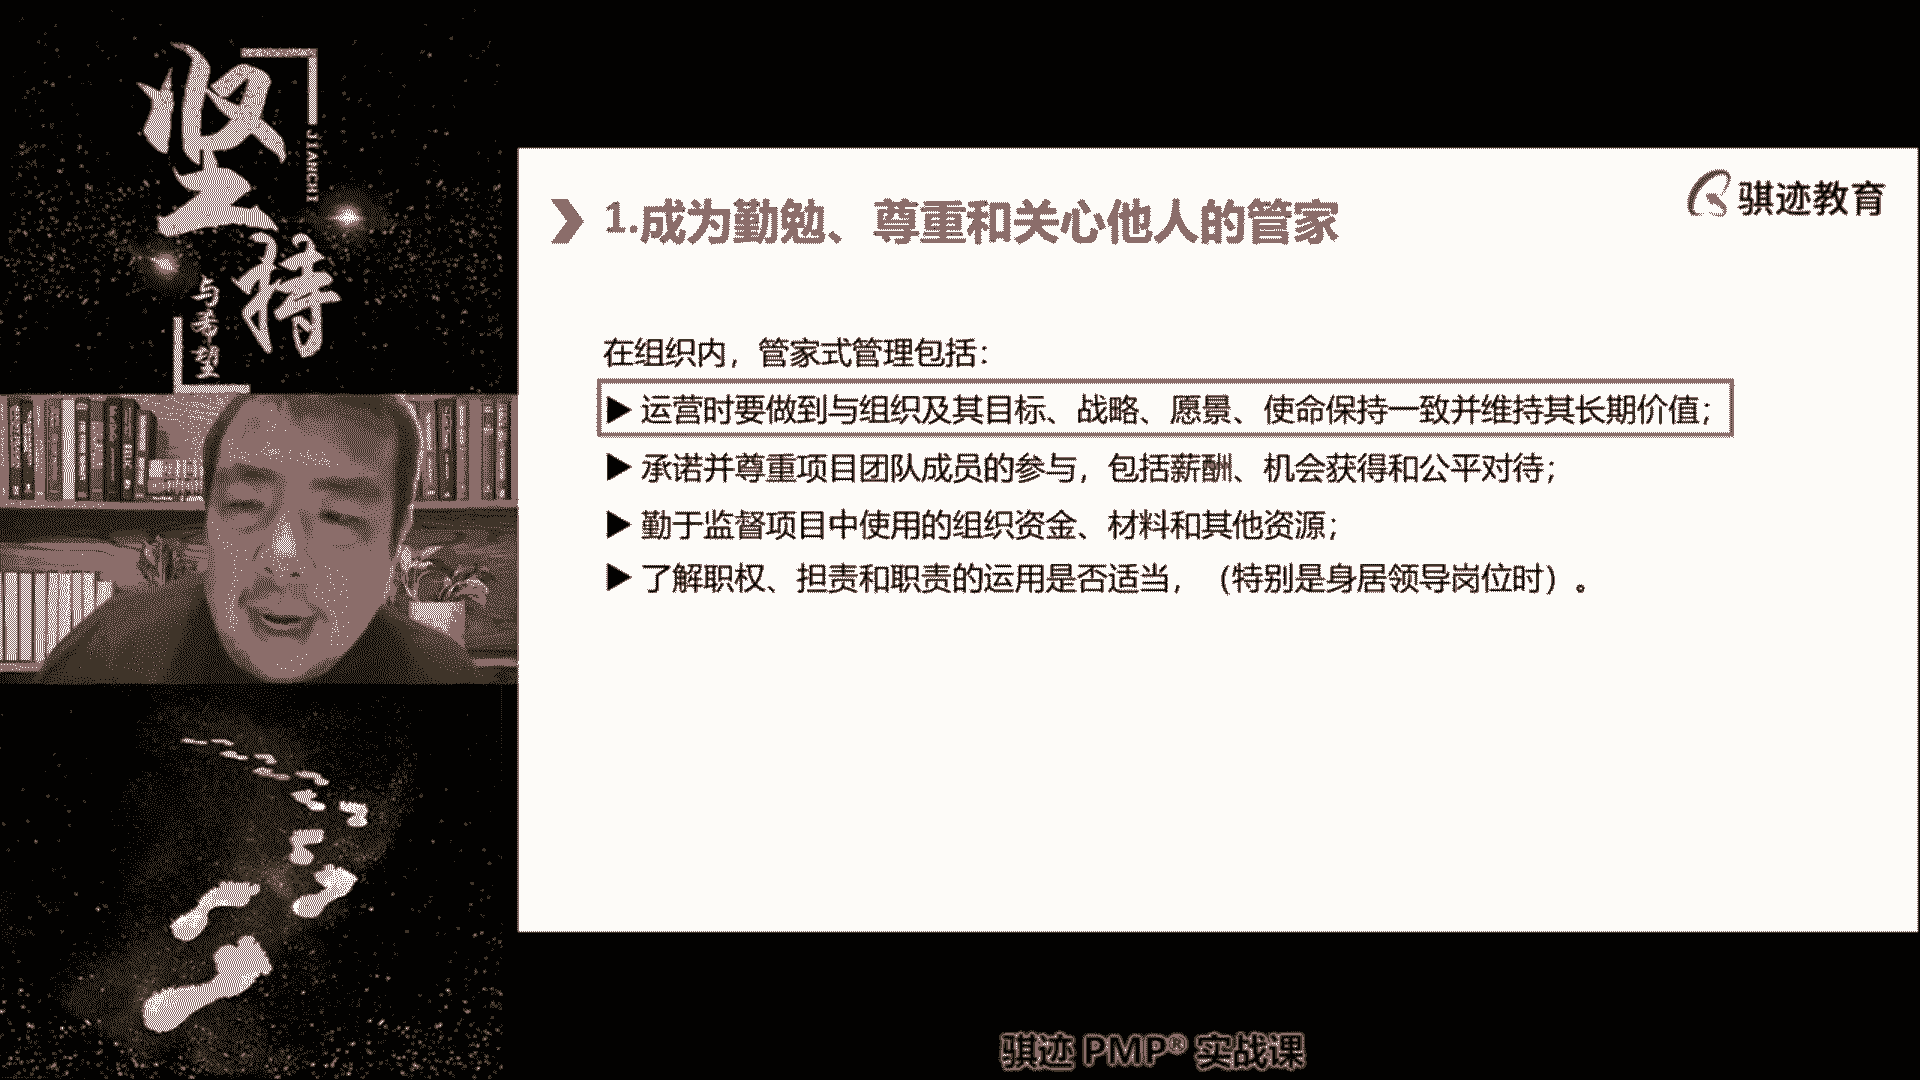 坚持
JIANCHI
与希望
骐迹教育
1.成为勤勉、尊重和关心他人的管家
在组织内，管家式管理包括：
▶ 运营时要做到与组织及其目标、战略、愿景、使命保持一致并维持其长期价值；
▶ 承诺并尊重项目团队成员的参与，包括薪酬、机会获得和公平对待；
▶ 勤于监督项目中使用的组织资金、材料和其他资源；
▶ 了解职权、担责和职责的运用是否适当，（特别是身居领导岗位时）。
骐迹 PMP® 实战课